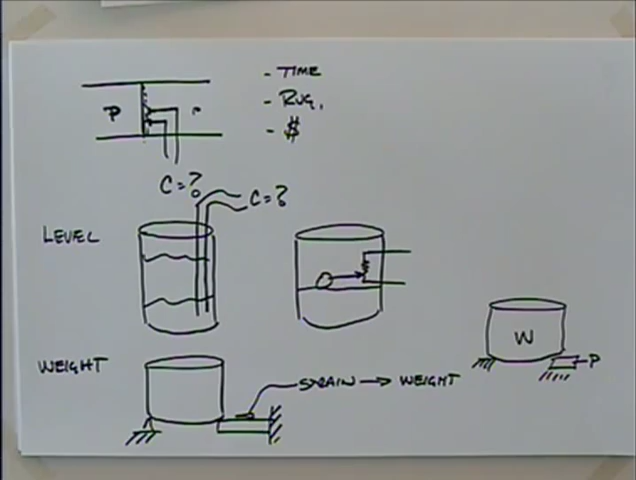 - TIME
P P - RUG,
- $
C = ?
C = ?
LEVEL
W
WEIGHT
STRAIN → WEIGHT
P